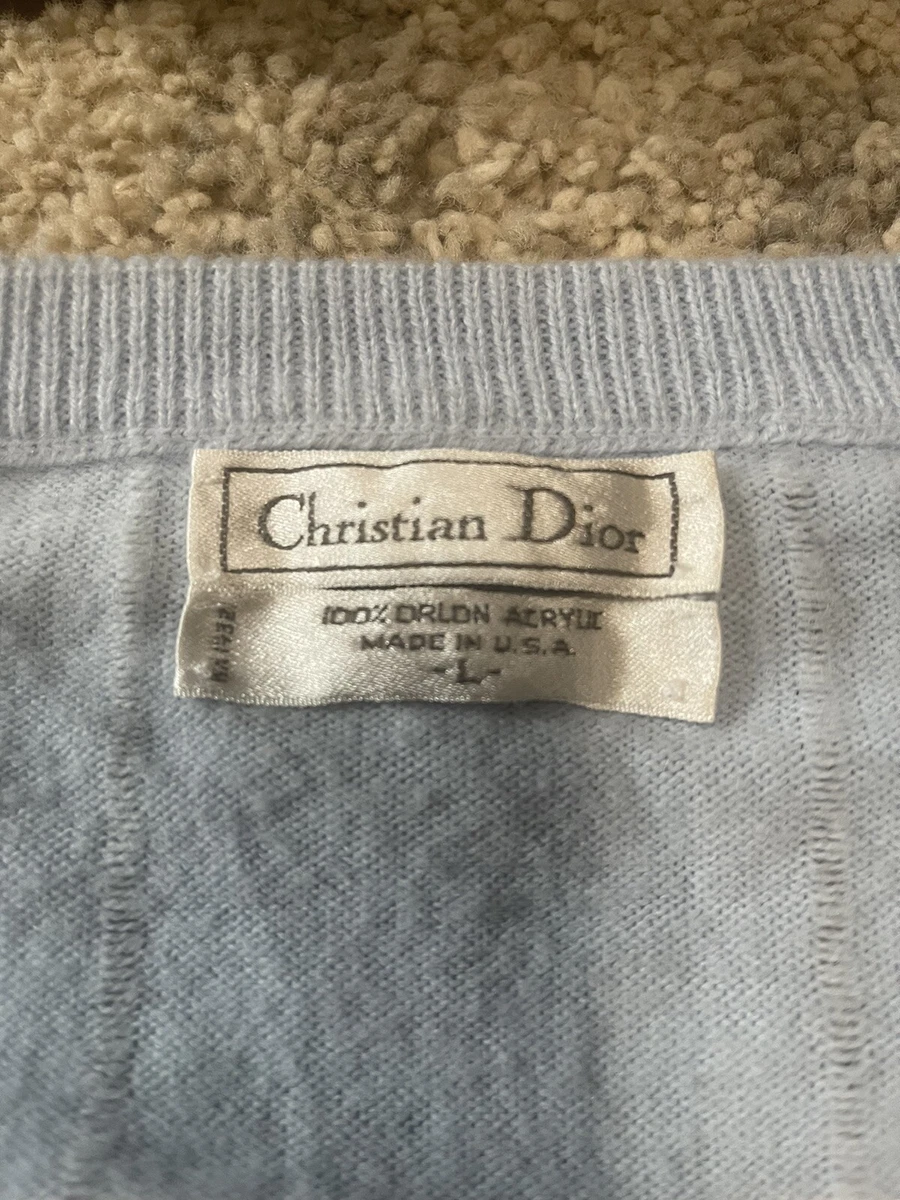 Christian Dior
100% ORLON ACRYLIC
MADE IN U.S.A.
-L-